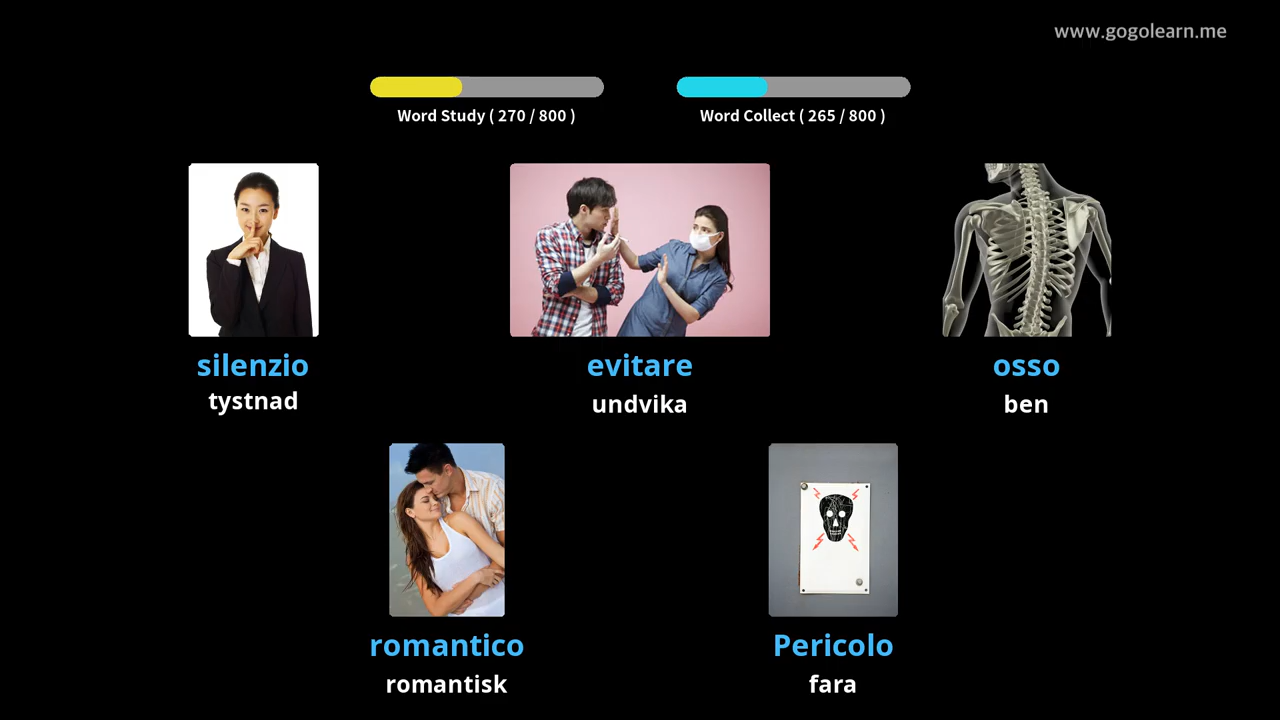 www.gogolearn.me
Word Study ( 270 / 800 )
Word Collect ( 265 / 800 )
silenzio
tystnad
evitare
undvika
osso
ben
romantico
romantisk
Pericolo
fara